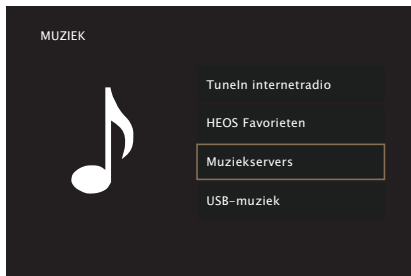 MUZIEK
TuneIn internetradio
HEOS Favorieten
Muziekservers
USB-muziek